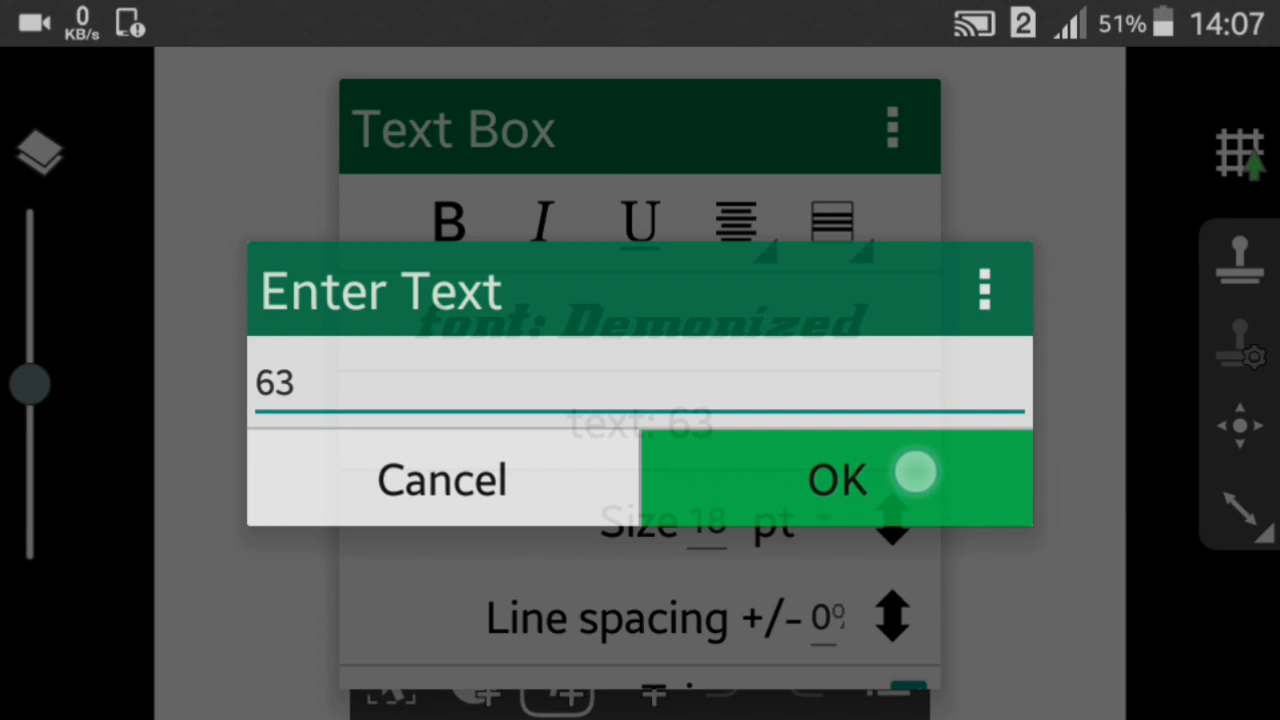 0 KB/s 2 51% 14:07
Text Box
B I U
Enter Text
font: Demonized
63
text: 63
Cancel OK
Size 18 pt
Line spacing +/- 0%